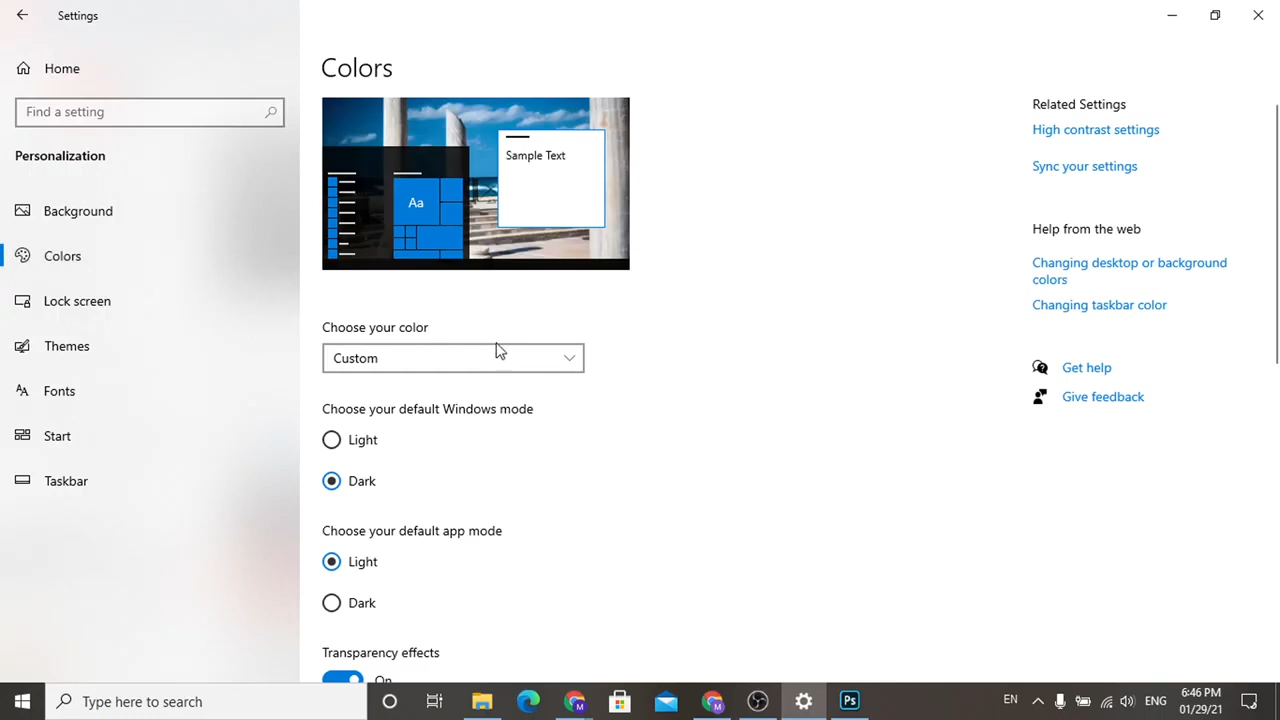 Settings
Home
Find a setting
Personalization
Background
Colors
Lock screen
Themes
Fonts
Start
Taskbar
Colors
Sample Text
Aa
Choose your color
Custom
Choose your default Windows mode
Light
Dark
Choose your default app mode
Light
Dark
Transparency effects
On
Related Settings
High contrast settings
Sync your settings
Help from the web
Changing desktop or background
colors
Changing taskbar color
Get help
Give feedback
Type here to search
M
M
Ps
EN
ENG
6:46 PM
01/29/21